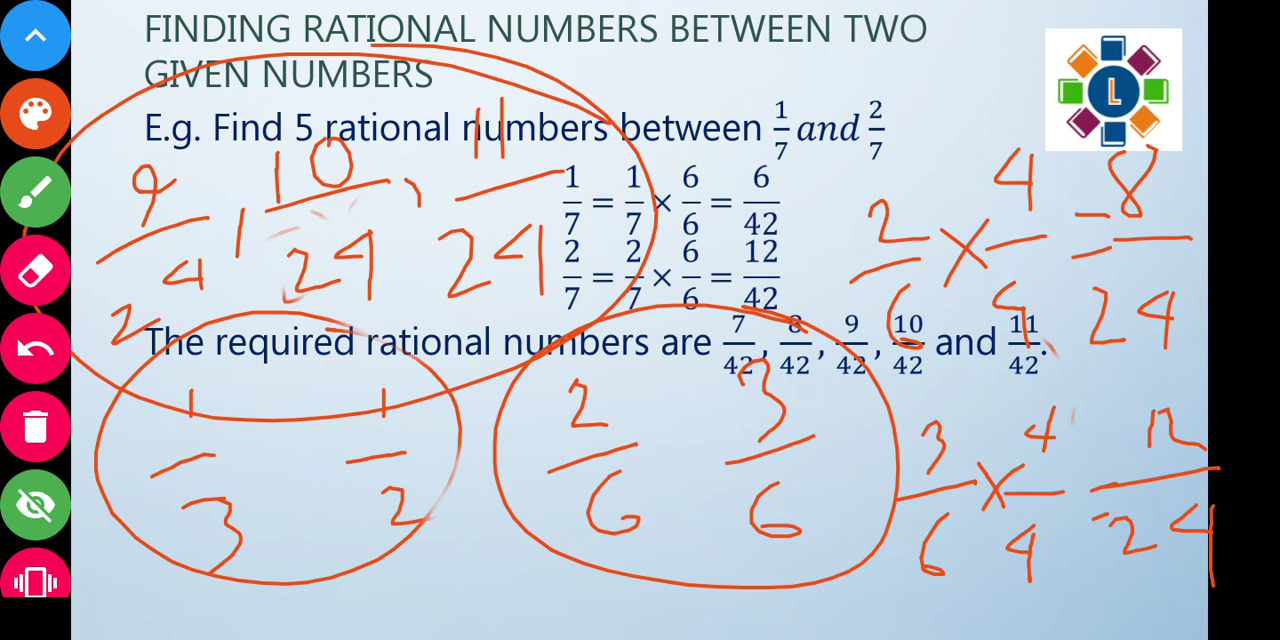 FINDING RATIONAL NUMBERS BETWEEN TWO
GIVEN NUMBERS
E.g. Find 5 rational numbers between 1/7 and 2/7
1/7 = 1/7 × 6/6 = 6/42
2/7 = 2/7 × 6/6 = 12/42
The required rational numbers are 7/42, 8/42, 9/42, 10/42 and 11/42.
9/24, 10/24, 11/24
2/6 × 4/4 = 8/24
1/3 1/2
2/6 3/6
3/6 × 4/4 = 12/24
L